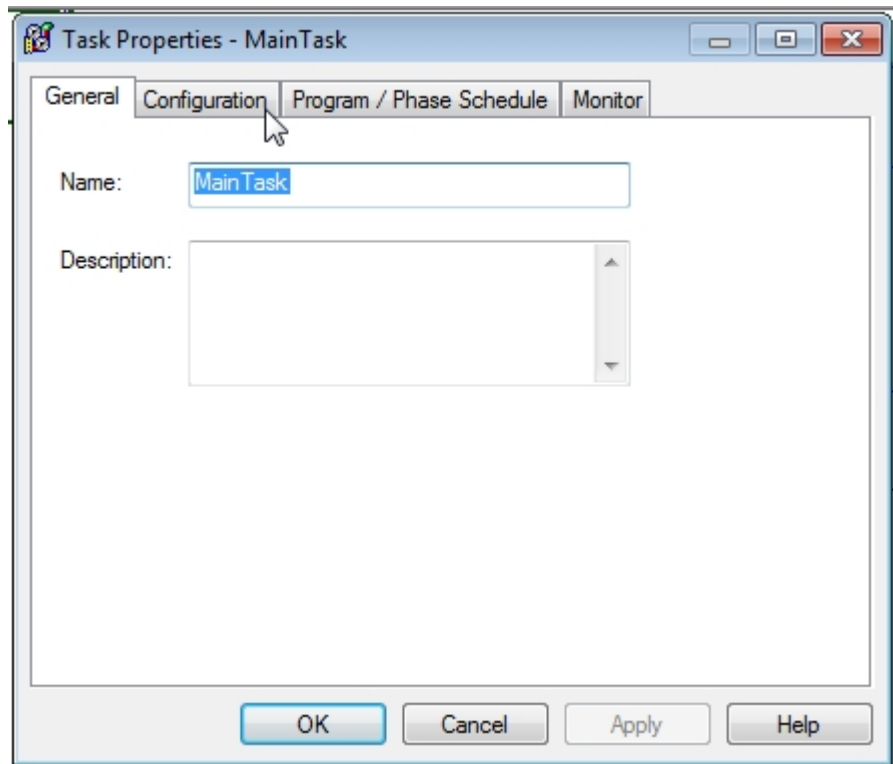 Task Properties - MainTask
General Configuration Program / Phase Schedule Monitor
Name: MainTask
Description:
OK Cancel Apply Help